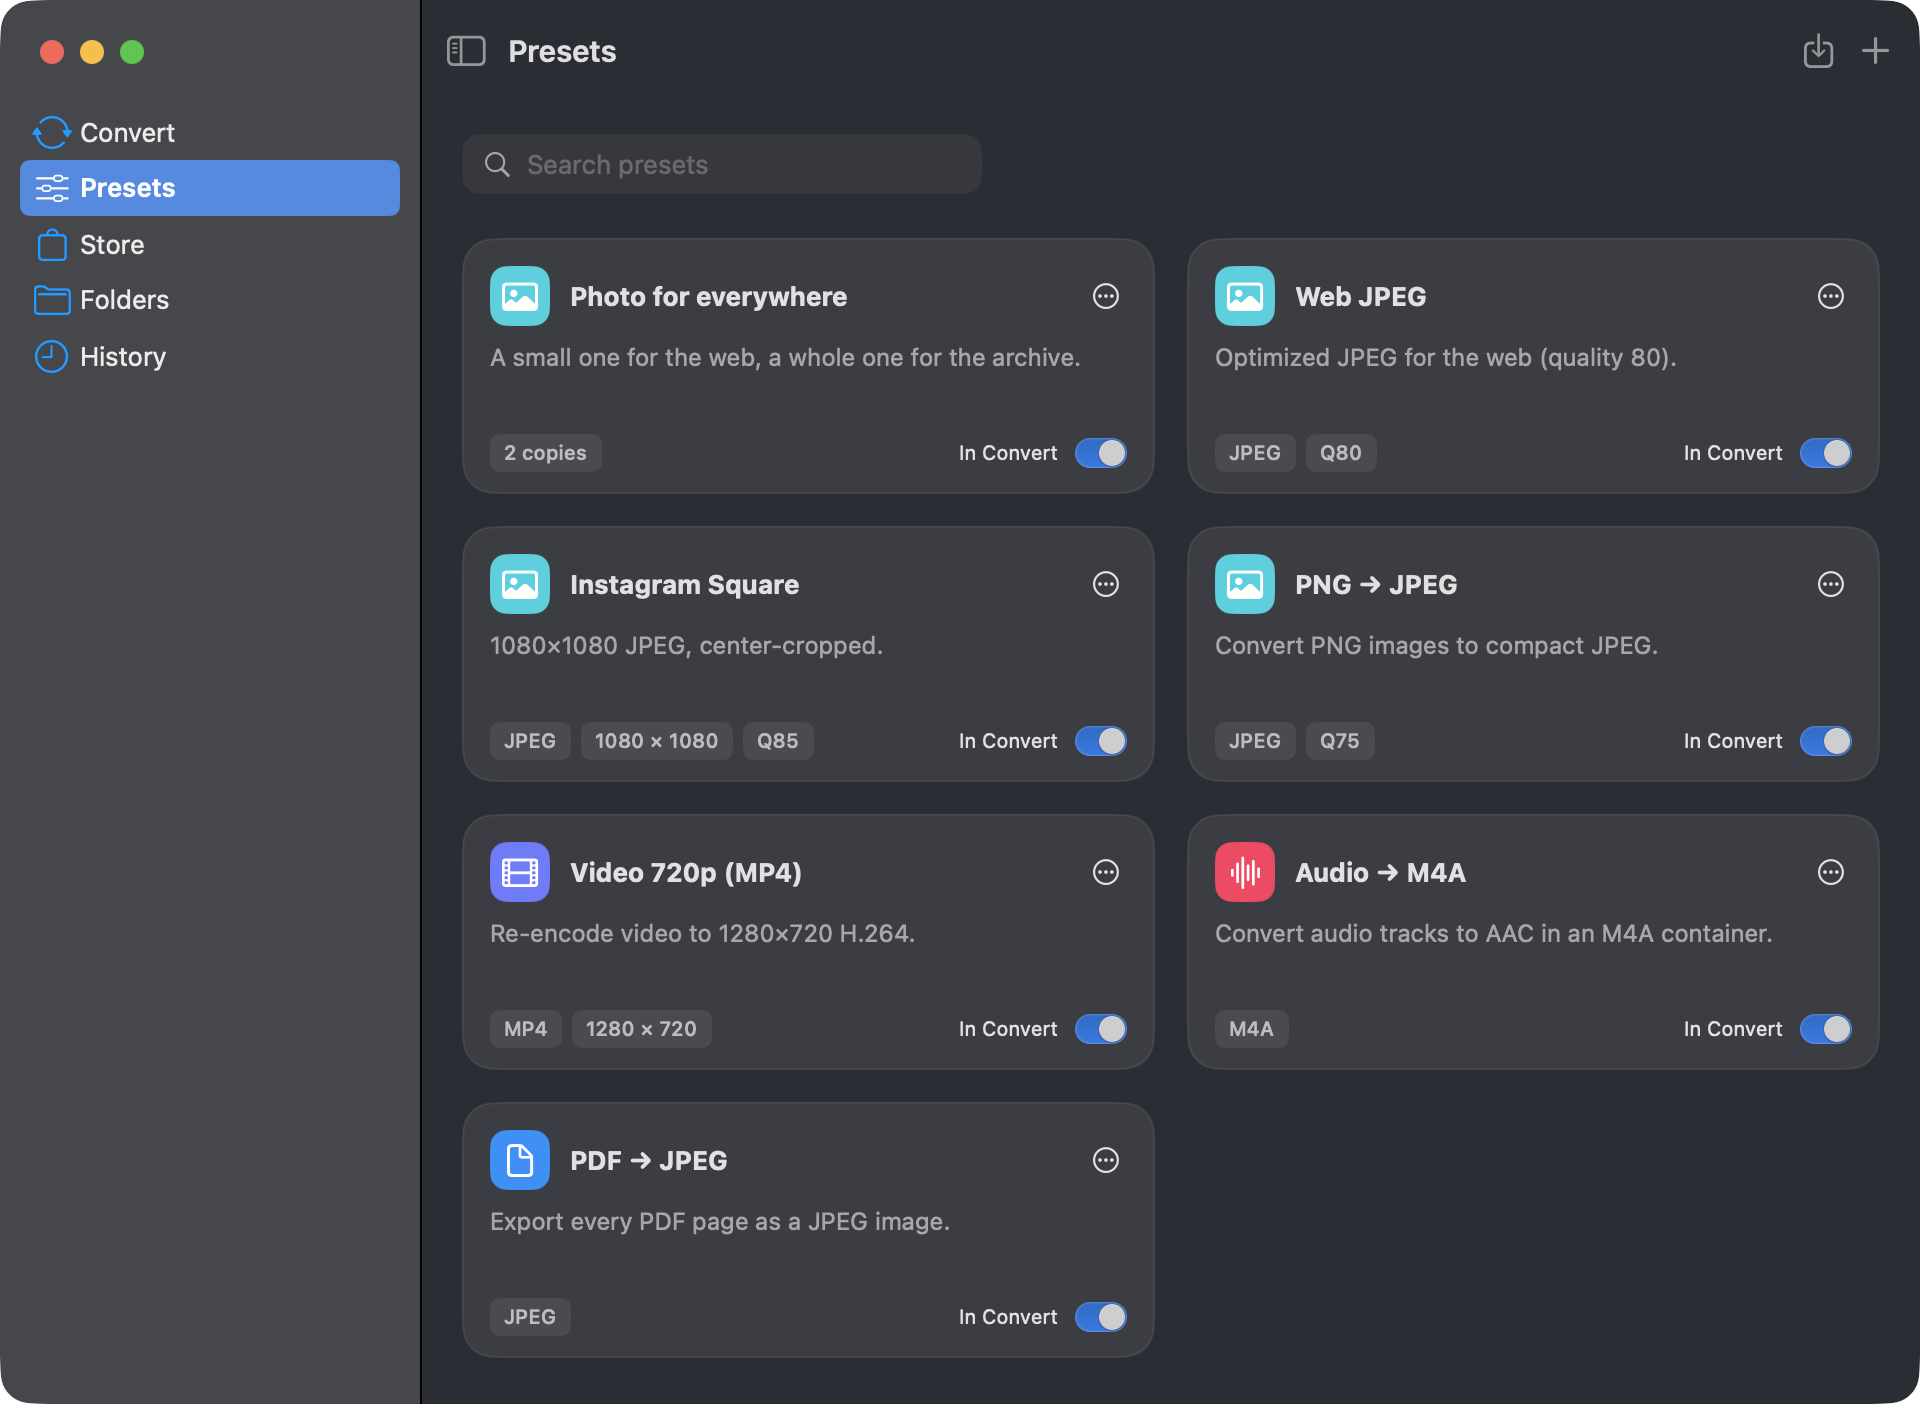 Convert
Presets
Store
Folders
History
Presets
Search presets
Photo for everywhere
A small one for the web, a whole one for the archive.
2 copies
In Convert
Web JPEG
Optimized JPEG for the web (quality 80).
JPEG Q80
In Convert
Instagram Square
1080×1080 JPEG, center-cropped.
JPEG 1080 × 1080 Q85
In Convert
PNG → JPEG
Convert PNG images to compact JPEG.
JPEG Q75
In Convert
Video 720p (MP4)
Re-encode video to 1280×720 H.264.
MP4 1280 × 720
In Convert
Audio → M4A
Convert audio tracks to AAC in an M4A container.
M4A
In Convert
PDF → JPEG
Export every PDF page as a JPEG image.
JPEG
In Convert